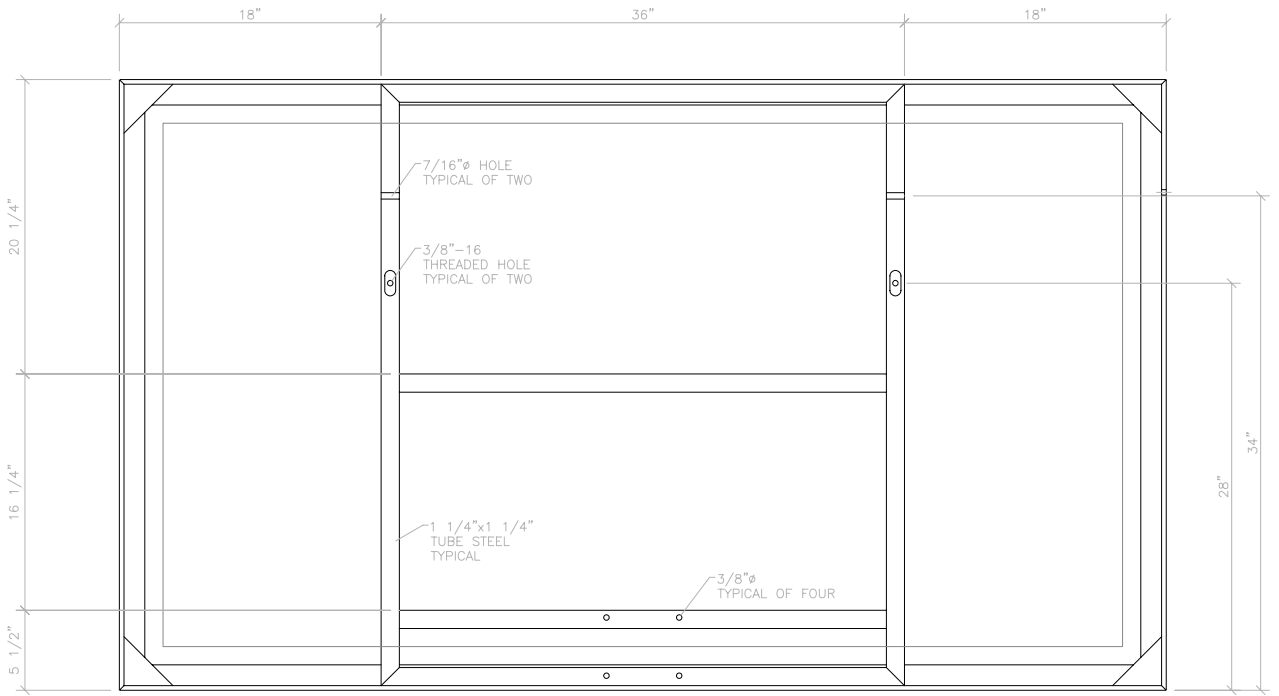 18"
36"
18"
7/16"ø HOLE
TYPICAL OF TWO
20 1/4"
3/8"-16
THREADED HOLE
TYPICAL OF TWO
34"
16 1/4"
28"
1 1/4"x1 1/4"
TUBE STEEL
TYPICAL
3/8"ø
TYPICAL OF FOUR
5 1/2"